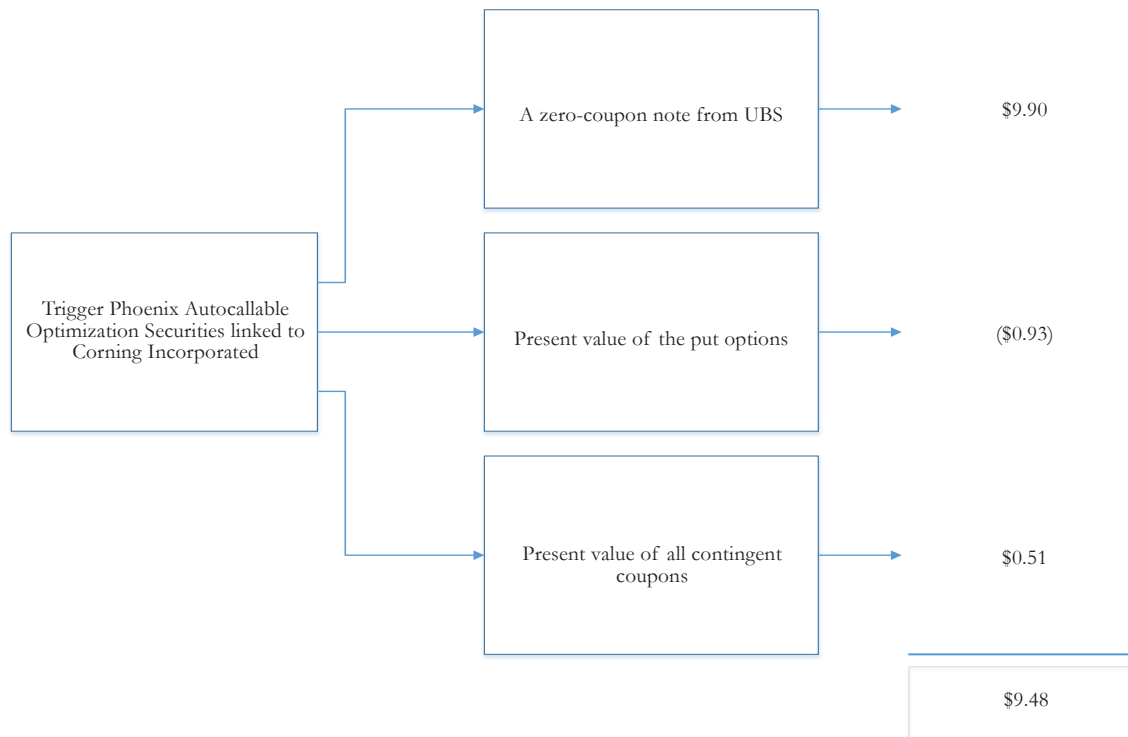 A zero-coupon note from UBS
$9.90
Trigger Phoenix Autocallable
Optimization Securities linked to
Corning Incorporated
Present value of the put options
($0.93)
Present value of all contingent
coupons
$0.51
$9.48